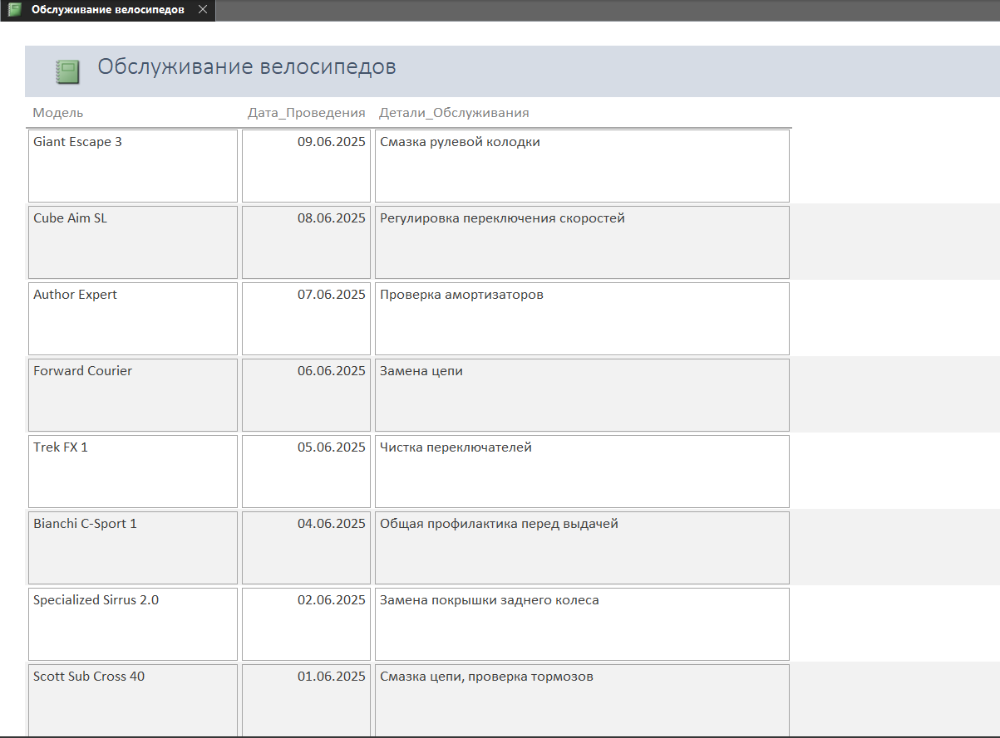 Обслуживание велосипедов
Обслуживание велосипедов
Модель Дата_Проведения Детали_Обслуживания
Giant Escape 3 09.06.2025 Смазка рулевой колодки
Cube Aim SL 08.06.2025 Регулировка переключения скоростей
Author Expert 07.06.2025 Проверка амортизаторов
Forward Courier 06.06.2025 Замена цепи
Trek FX 1 05.06.2025 Чистка переключателей
Bianchi C-Sport 1 04.06.2025 Общая профилактика перед выдачей
Specialized Sirrus 2.0 02.06.2025 Замена покрышки заднего колеса
Scott Sub Cross 40 01.06.2025 Смазка цепи, проверка тормозов